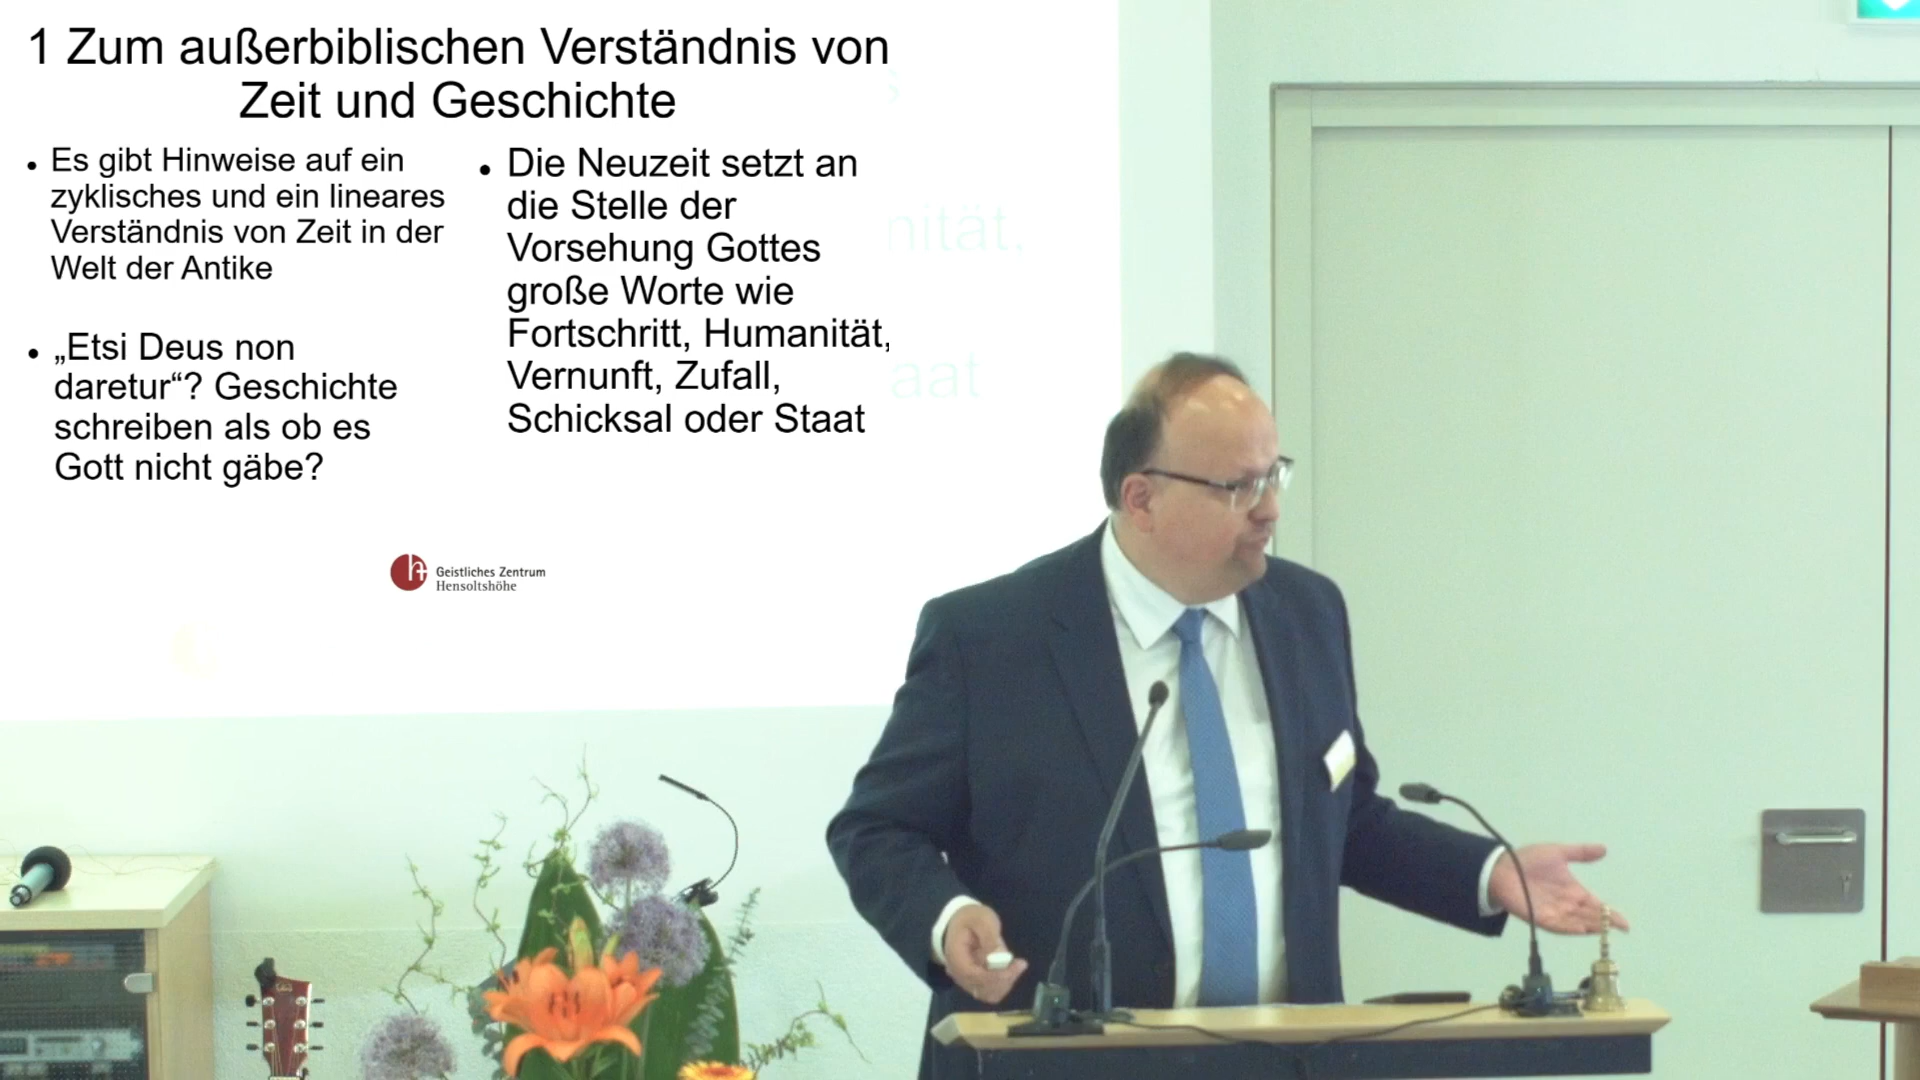 1 Zum außerbiblischen Verständnis von
Zeit und Geschichte
• Es gibt Hinweise auf ein
zyklisches und ein lineares
Verständnis von Zeit in der
Welt der Antike
• „Etsi Deus non
daretur“? Geschichte
schreiben als ob es
Gott nicht gäbe?
• Die Neuzeit setzt an
die Stelle der
Vorsehung Gottes
große Worte wie
Fortschritt, Humanität,
Vernunft, Zufall,
Schicksal oder Staat
Geistliches Zentrum
Hensoltshöhe
s
nität,
aat